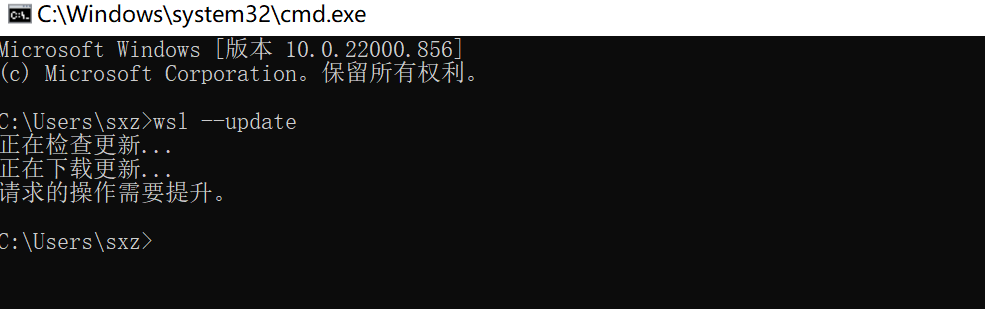 C:\Windows\system32\cmd.exe
Microsoft Windows [版本 10.0.22000.856]
(c) Microsoft Corporation。保留所有权利。
C:\Users\sxz>wsl --update
正在检查更新...
正在下载更新...
请求的操作需要提升。
C:\Users\sxz>